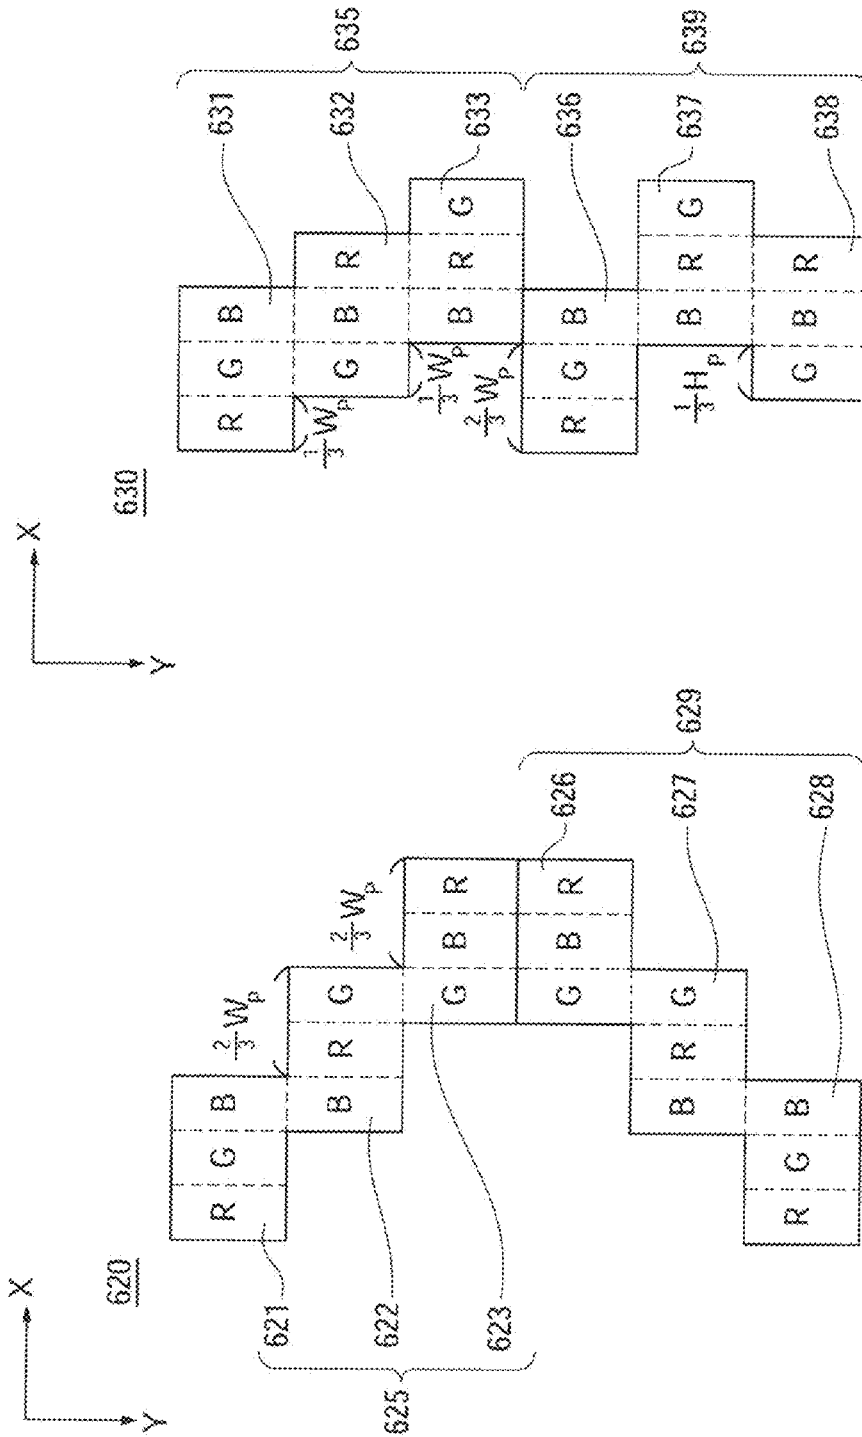 X
Y
630
R G B
631
1/3 Wp
G B R
632
1/3 Wp
B R G
633
635
2/3 Wp
R G B
636
B R G
637
1/3 Hp
G B R
638
639
X
Y
620
R G B
621
2/3 Wp
B R G
622
2/3 Wp
G B R
623
625
G B R
626
B R G
627
R G B
628
629